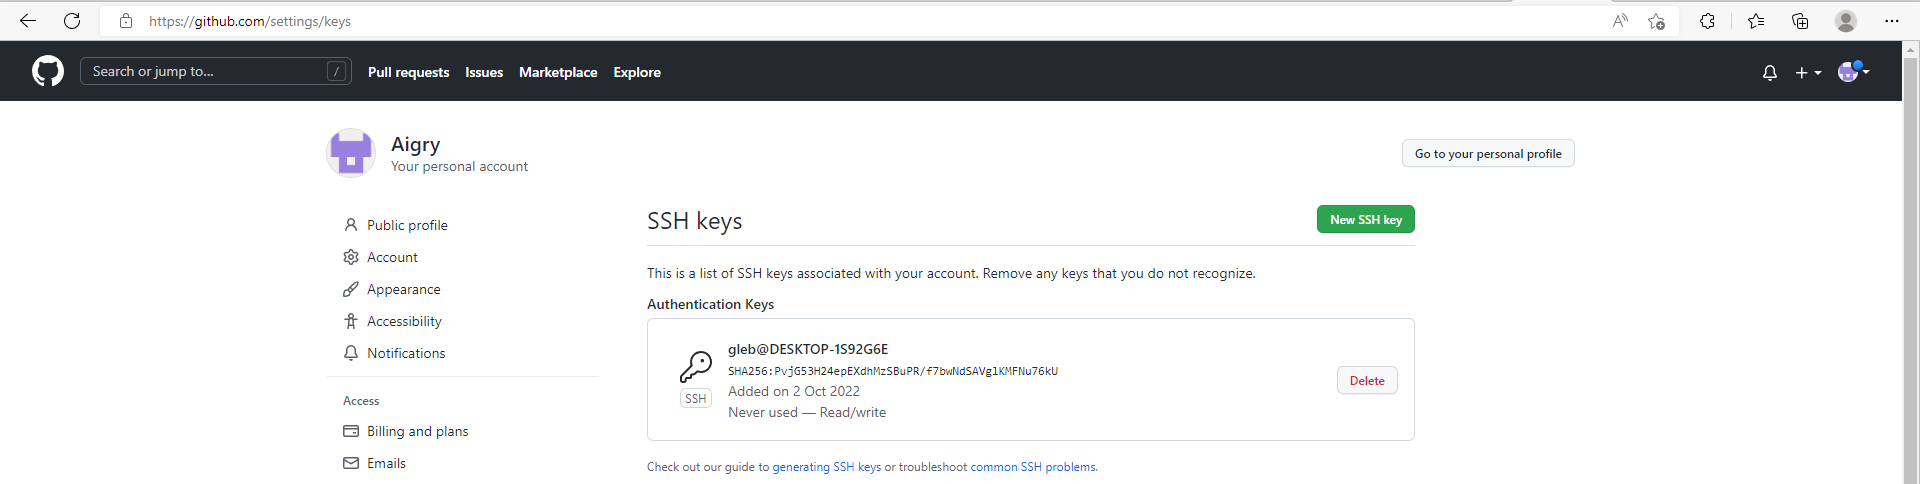 https://github.com/settings/keys
Search or jump to... /
Pull requests
Issues
Marketplace
Explore
Aigry
Your personal account
Go to your personal profile
Public profile
Account
Appearance
Accessibility
Notifications
Access
Billing and plans
Emails
SSH keys
New SSH key
This is a list of SSH keys associated with your account. Remove any keys that you do not recognize.
Authentication Keys
gleb@DESKTOP-1S92G6E
SHA256:PvjG53H24epEXdhMzSBuPR/f7bwNdSAVglKMFNu76kU
Added on 2 Oct 2022
Never used — Read/write
SSH
Delete
Check out our guide to generating SSH keys or troubleshoot common SSH problems.